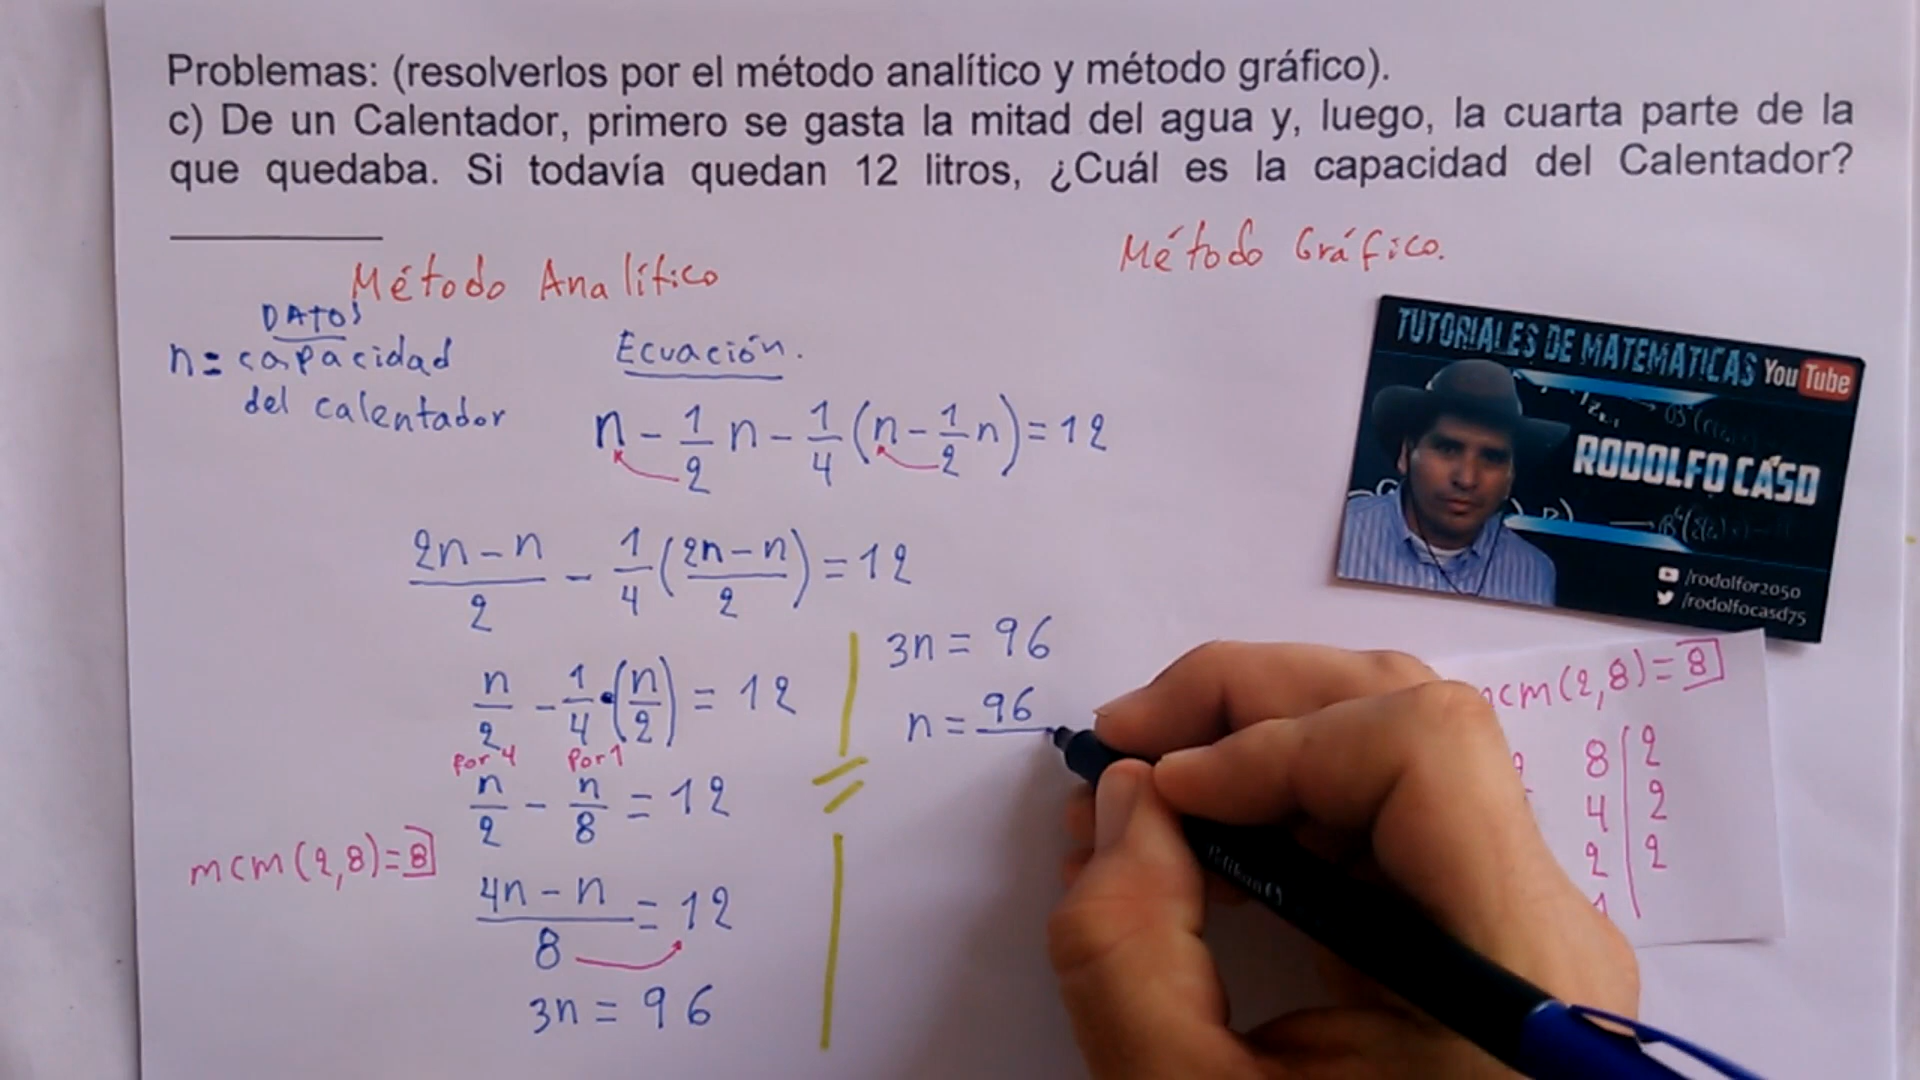 Problemas: (resolverlos por el método analítico y método gráfico).
c) De un Calentador, primero se gasta la mitad del agua y, luego, la cuarta parte de la
que quedaba. Si todavía quedan 12 litros, ¿Cuál es la capacidad del Calentador?
Método Analítico
Método Gráfico.
DATOS
n = capacidad
del calentador
Ecuación.
n - 1/2 n - 1/4 (n - 1/2 n) = 12
(2n - n)/2 - 1/4 ((2n - n)/2) = 12
n/2 - 1/4 • (n/2) = 12
por 4 por 1
n/2 - n/8 = 12
mcm (2,8) = 8
(4n - n)/8 = 12
3n = 96
3n = 96
n = 96
TUTORIALES DE MATEMATICAS YouTube
RODOLFO CASD
/rodolfor2050
/rodolfocasd75
mcm (2,8) = 8
8 2
4 2
2 2
1